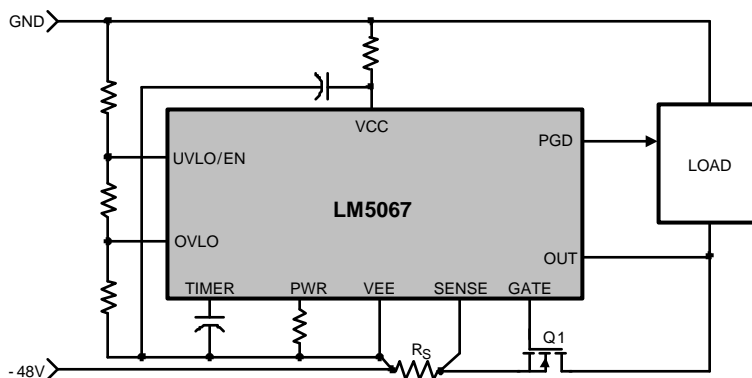 GND
VCC
PGD
UVLO/EN
LOAD
LM5067
OVLO
OUT
TIMER PWR VEE SENSE GATE
RS
Q1
- 48V